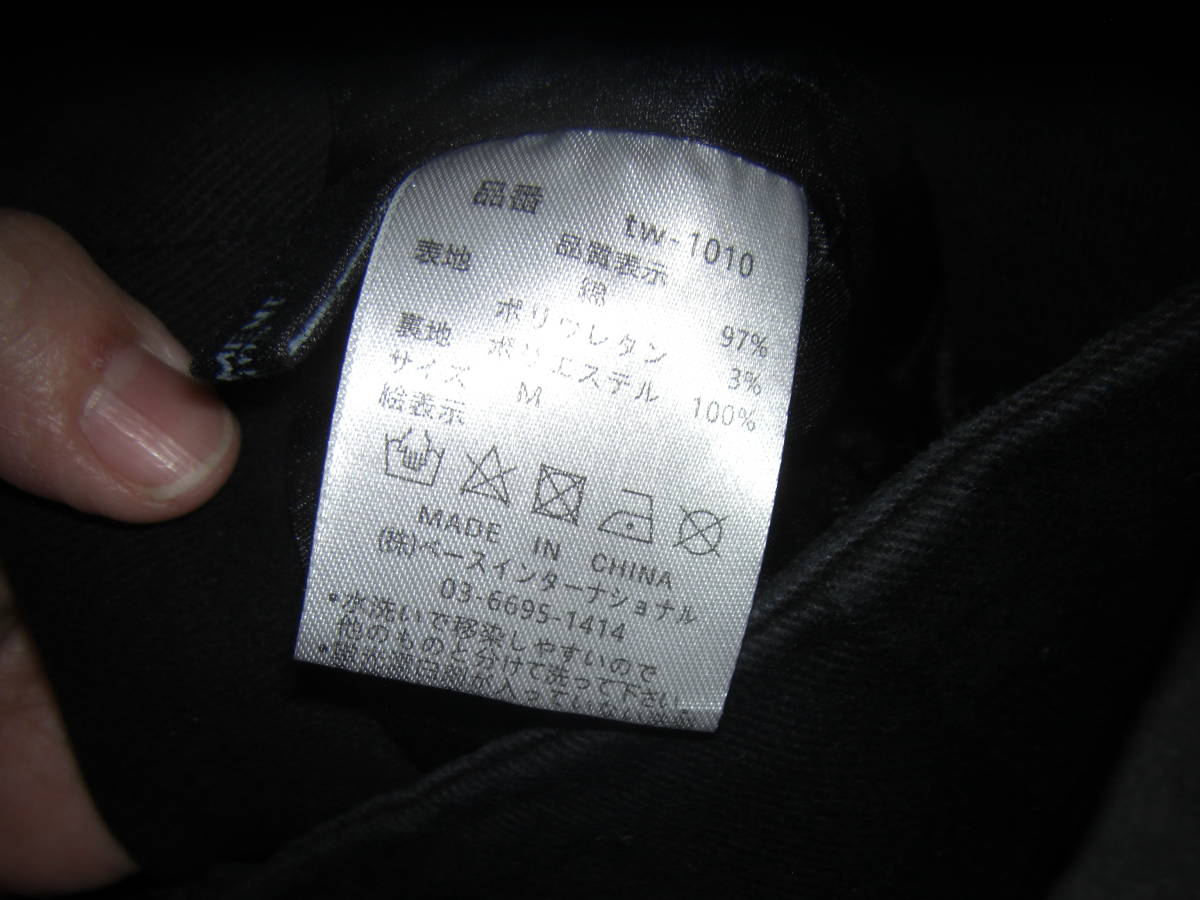 品番 tw-1010
品質表示
表地 綿 97%
ポリウレタン 3%
裏地 ポリエステル 100%
サイズ M
絵表示
MADE IN CHINA
(株)ベースインターナショナル
03-6695-1414
•水洗いで移染しやすいので
他のものと分けて洗って下さい。